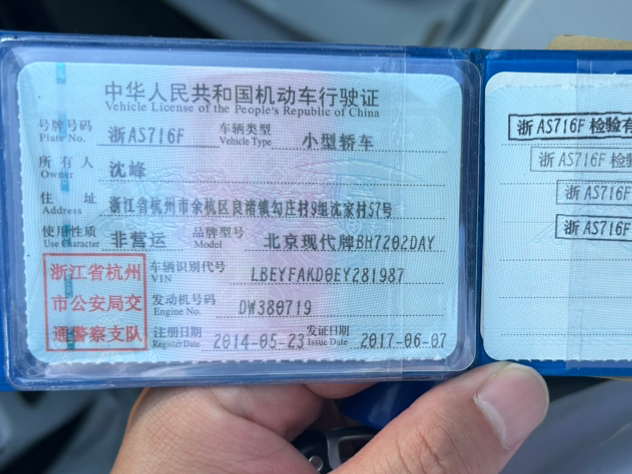 中华人民共和国机动车行驶证
Vehicle License of the People's Republic of China
号牌号码 浙AS716F 车辆类型 小型轿车
Plate No. Vehicle Type
所有人 沈峰
Owner
住址 浙江省杭州市余杭区良渚镇勾庄村9组沈家村57号
Address
使用性质 非营运 品牌型号 北京现代牌BH7202DAY
Use Character Model
浙江省杭州
市公安局交
通警察支队
车辆识别代号 LBEYFAKD0EY281987
VIN
发动机号码 DW380719
Engine No.
注册日期 2014-05-23 发证日期 2017-06-07
Register Date Issue Date
浙AS716F 检验有
浙AS716F 检验
浙AS716F
浙AS716F